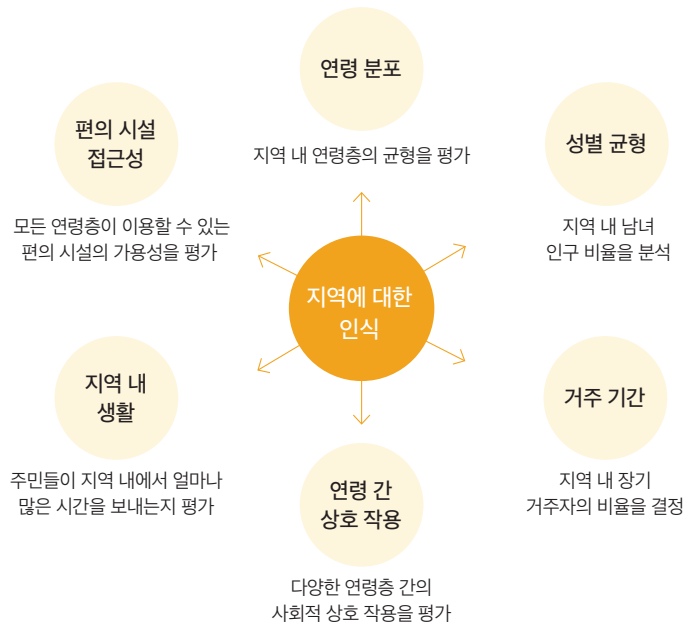 연령 분포
지역 내 연령층의 균형을 평가
편의 시설
접근성
모든 연령층이 이용할 수 있는
편의 시설의 가용성을 평가
성별 균형
지역 내 남녀
인구 비율을 분석
지역에 대한
인식
지역 내
생활
주민들이 지역 내에서 얼마나
많은 시간을 보내는지 평가
거주 기간
지역 내 장기
거주자의 비율을 결정
연령 간
상호 작용
다양한 연령층 간의
사회적 상호 작용을 평가